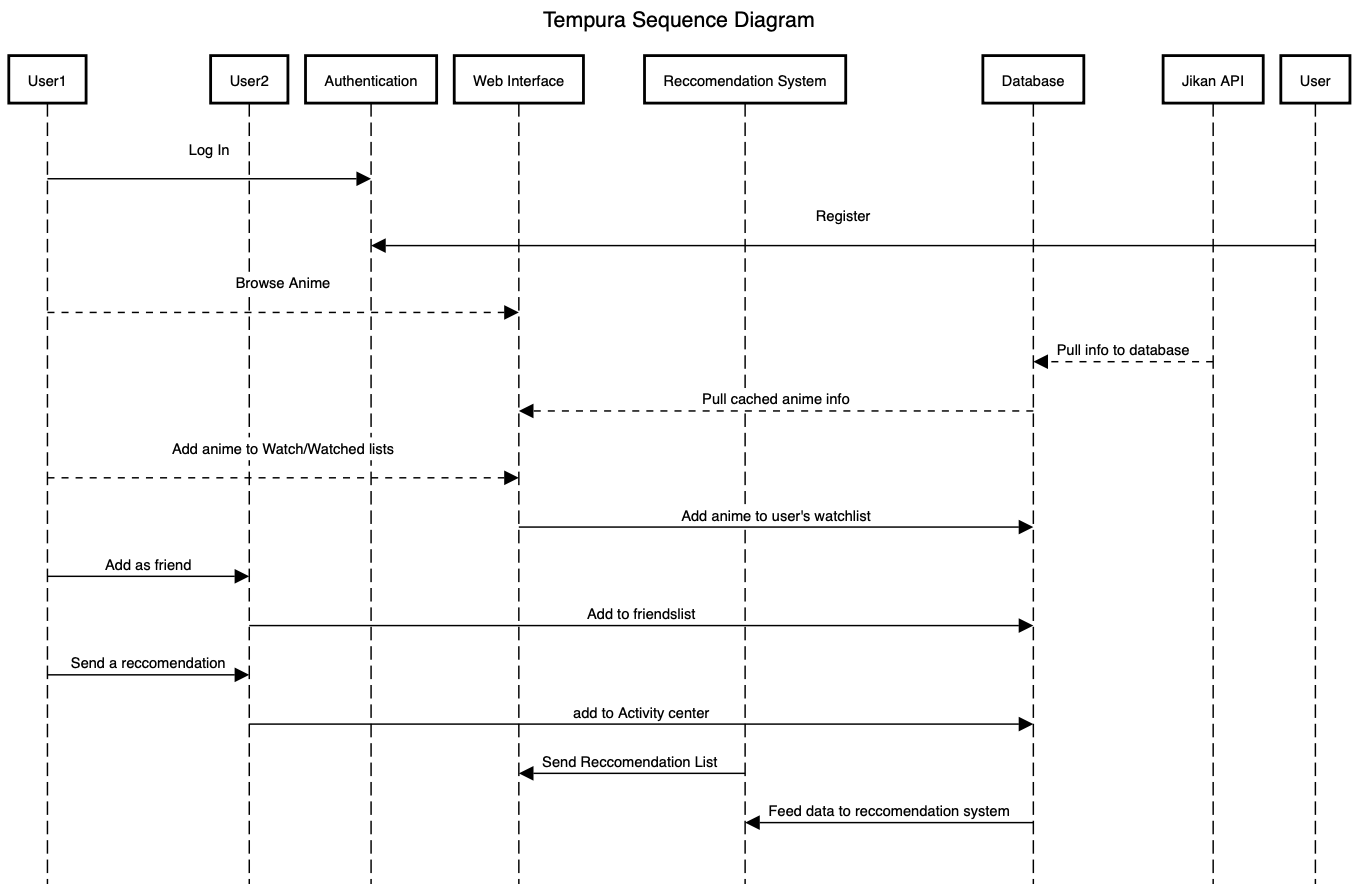 Tempura Sequence Diagram
User1
User2
Authentication
Web Interface
Reccomendation System
Database
Jikan API
User
Log In
Register
Browse Anime
Pull info to database
Pull cached anime info
Add anime to Watch/Watched lists
Add anime to user's watchlist
Add as friend
Add to friendslist
Send a reccomendation
add to Activity center
Send Reccomendation List
Feed data to reccomendation system